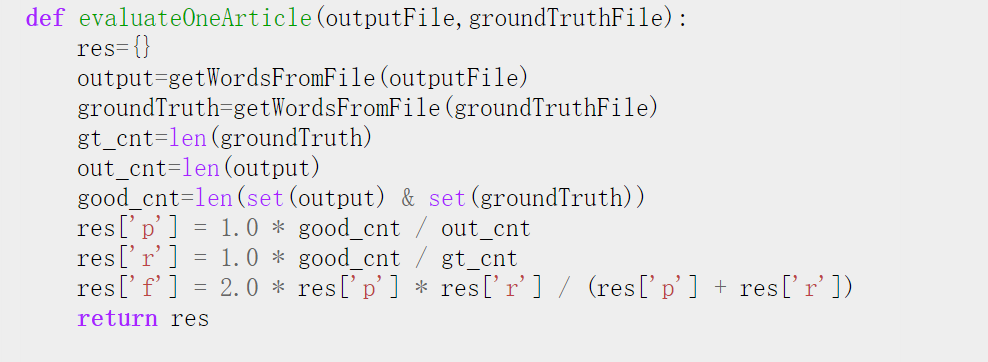 def evaluateOneArticle(outputFile,groundTruthFile):
    res={}
    output=getWordsFromFile(outputFile)
    groundTruth=getWordsFromFile(groundTruthFile)
    gt_cnt=len(groundTruth)
    out_cnt=len(output)
    good_cnt=len(set(output) & set(groundTruth))
    res['p'] = 1.0 * good_cnt / out_cnt
    res['r'] = 1.0 * good_cnt / gt_cnt
    res['f'] = 2.0 * res['p'] * res['r'] / (res['p'] + res['r'])
    return res